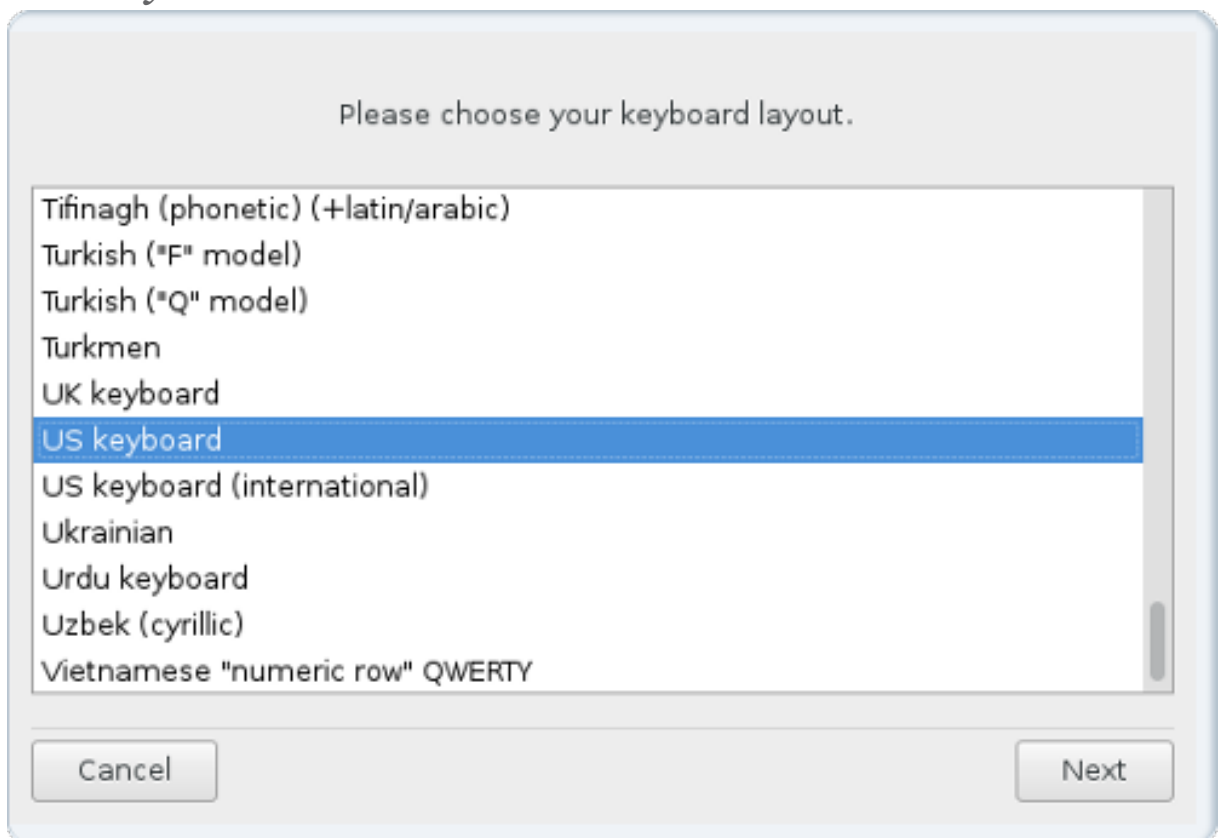 Please choose your keyboard layout.
Tifinagh (phonetic) (+latin/arabic)
Turkish ("F" model)
Turkish ("Q" model)
Turkmen
UK keyboard
US keyboard
US keyboard (international)
Ukrainian
Urdu keyboard
Uzbek (cyrillic)
Vietnamese "numeric row" QWERTY
Cancel
Next